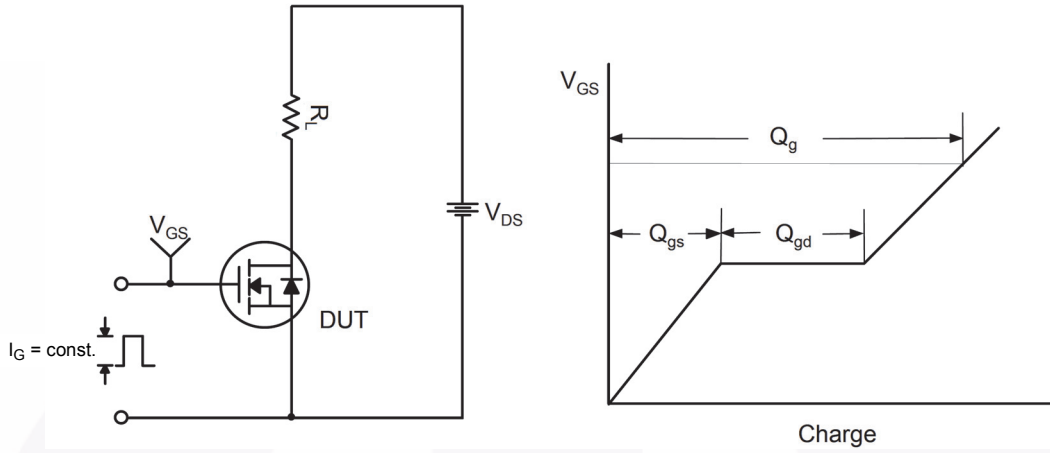 R_L
V_DS
V_GS
DUT
I_G = const.
V_GS
Q_g
Q_gs
Q_gd
Charge